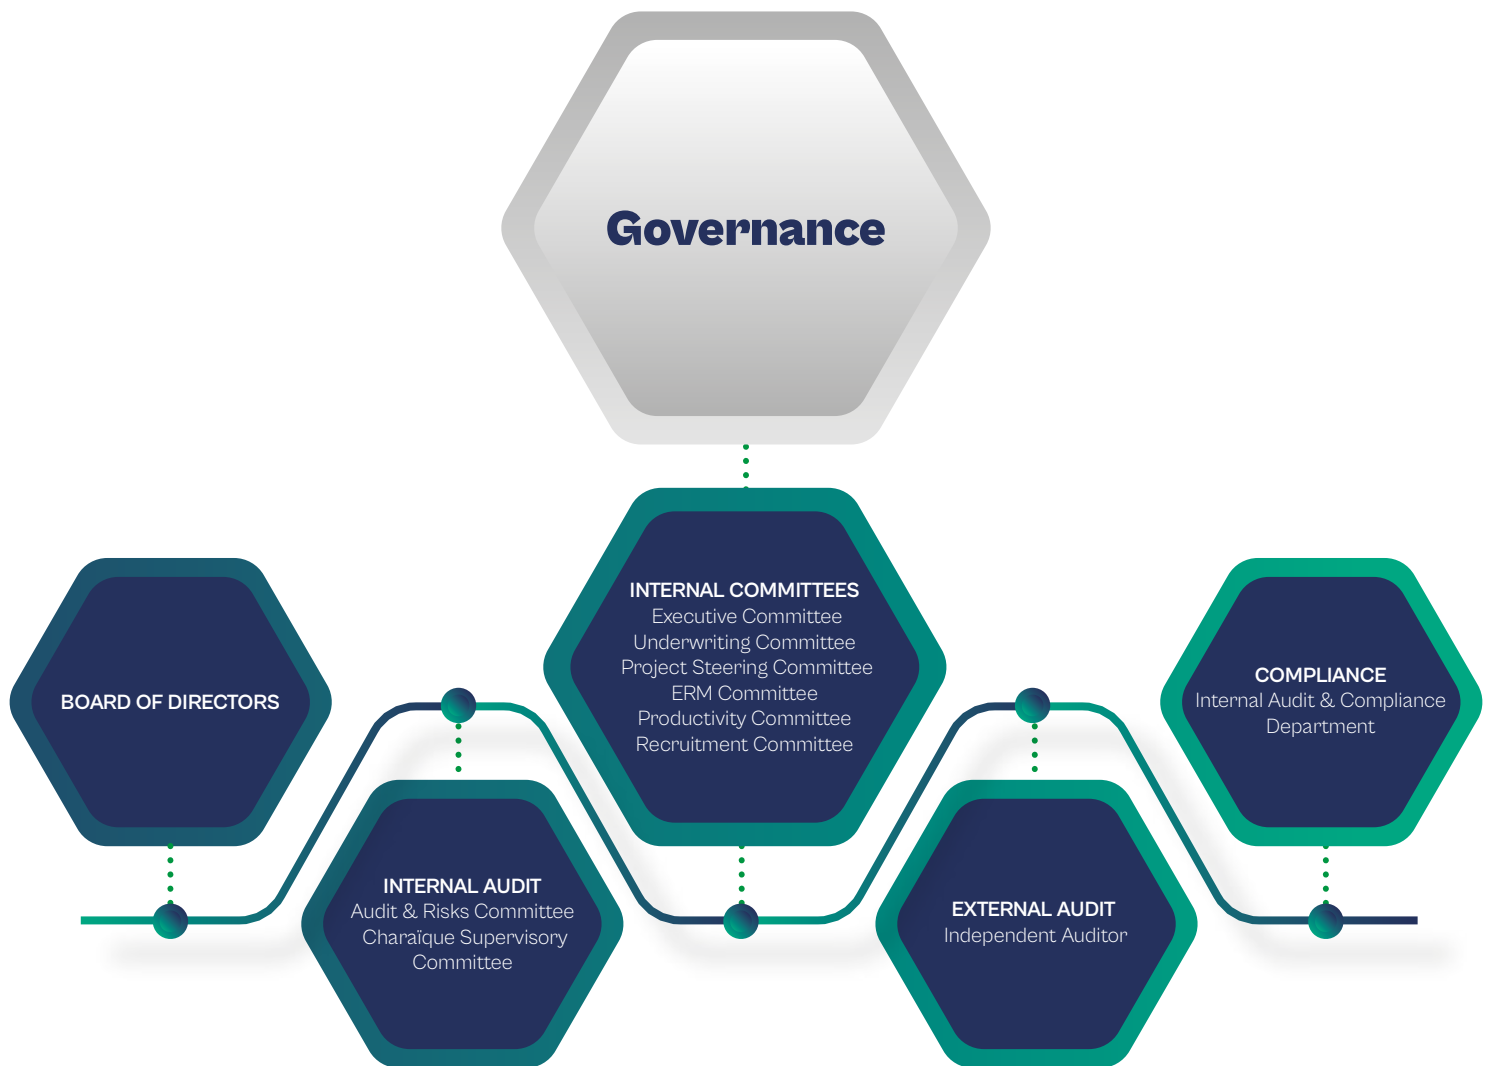 Governance
BOARD OF DIRECTORS
INTERNAL AUDIT
Audit & Risks Committee
Charaïque Supervisory
Committee
INTERNAL COMMITTEES
Executive Committee
Underwriting Committee
Project Steering Committee
ERM Committee
Productivity Committee
Recruitment Committee
EXTERNAL AUDIT
Independent Auditor
COMPLIANCE
Internal Audit & Compliance
Department